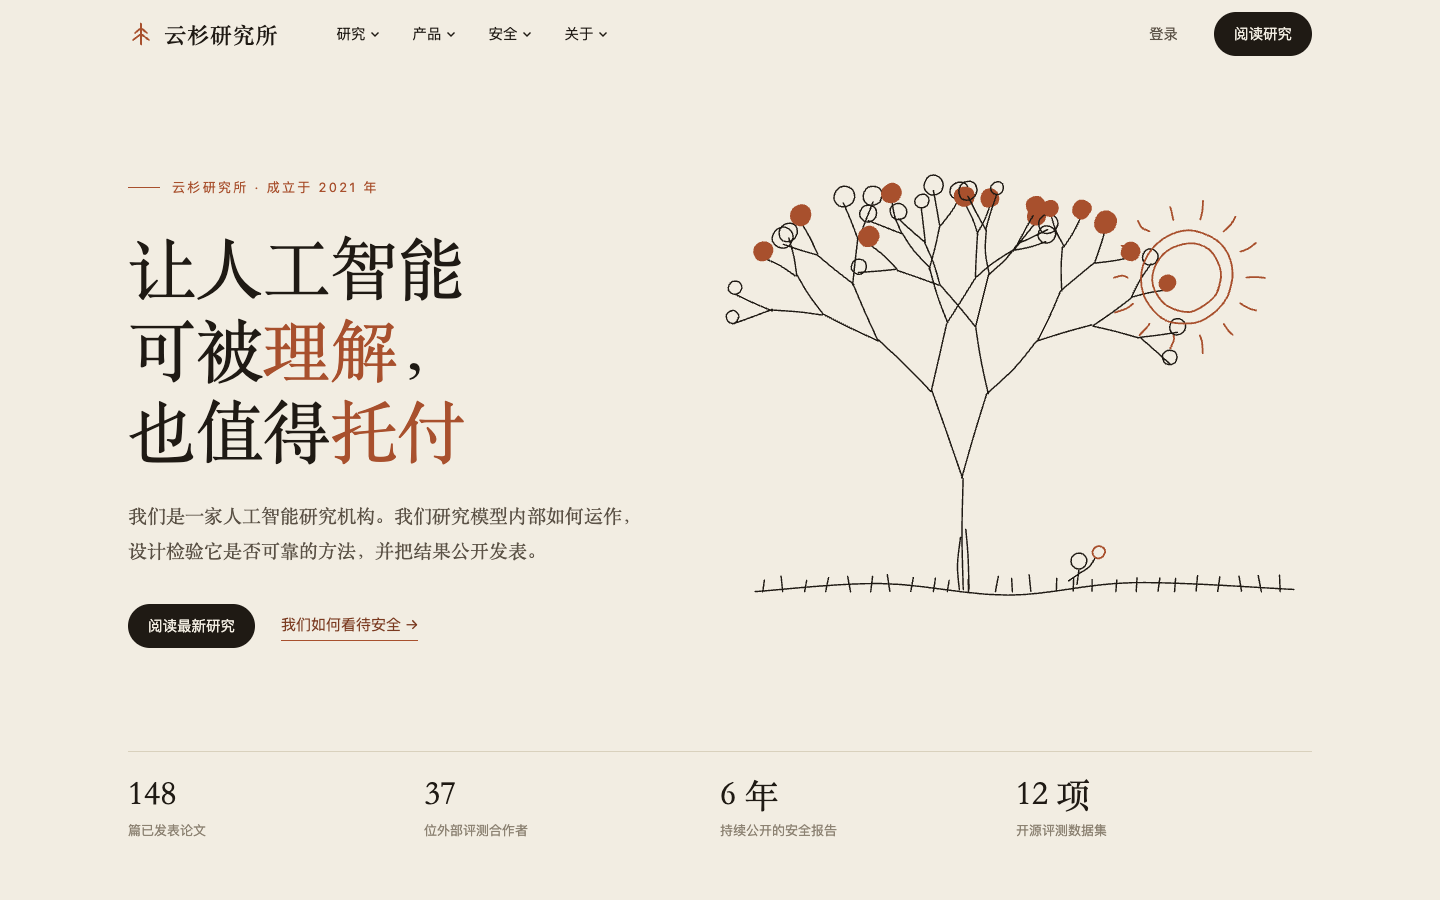 云杉研究所
研究
产品
安全
关于
登录
阅读研究
云杉研究所 · 成立于 2021 年
让人工智能
可被理解，
也值得托付
我们是一家人工智能研究机构。我们研究模型内部如何运作，
设计检验它是否可靠的方法，并把结果公开发表。
阅读最新研究
我们如何看待安全 →
148
篇已发表论文
37
位外部评测合作者
6 年
持续公开的安全报告
12 项
开源评测数据集